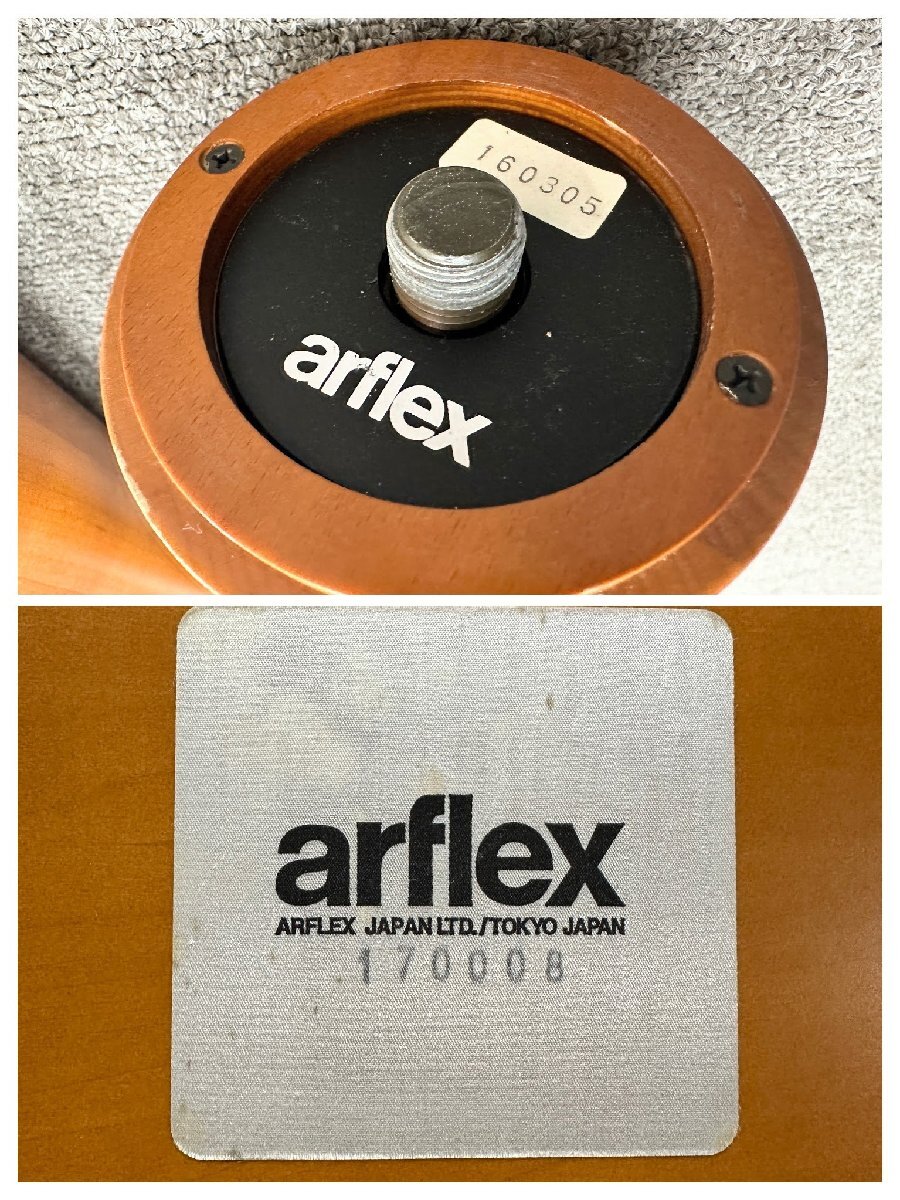 160305
arflex
arflex
ARFLEX JAPAN LTD./TOKYO JAPAN
170008